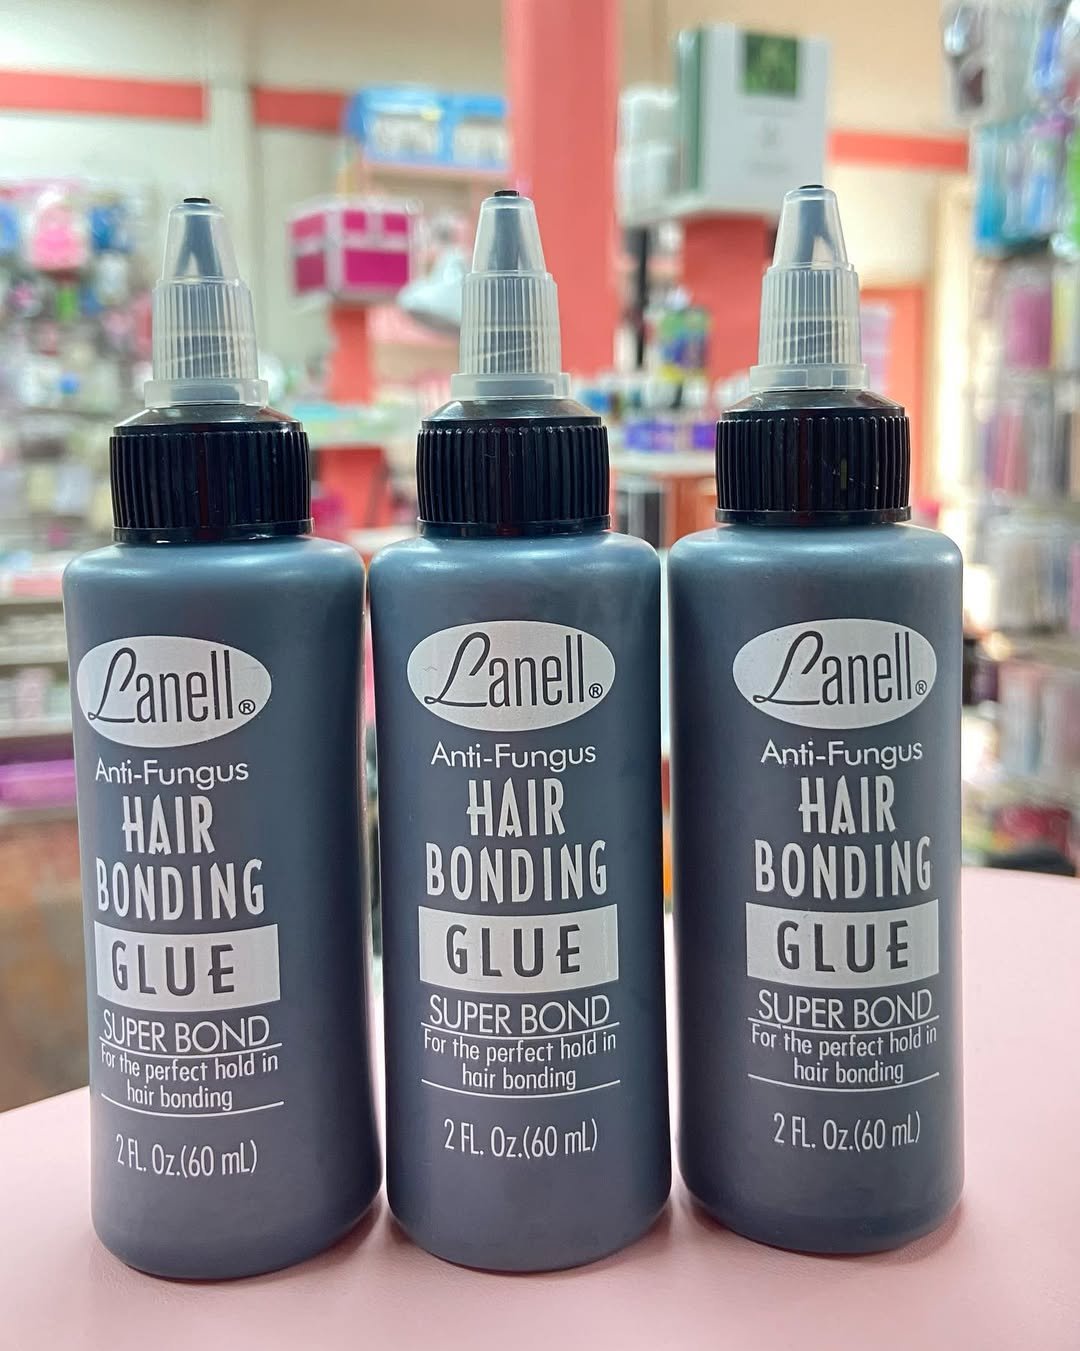 Lanell®
Anti-Fungus
HAIR
BONDING
GLUE
SUPER BOND
For the perfect hold in
hair bonding
2 FL. Oz.(60 mL)
Lanell®
Anti-Fungus
HAIR
BONDING
GLUE
SUPER BOND
For the perfect hold in
hair bonding
2 FL. Oz.(60 mL)
Lanell®
Anti-Fungus
HAIR
BONDING
GLUE
SUPER BOND
For the perfect hold in
hair bonding
2 FL. Oz.(60 mL)